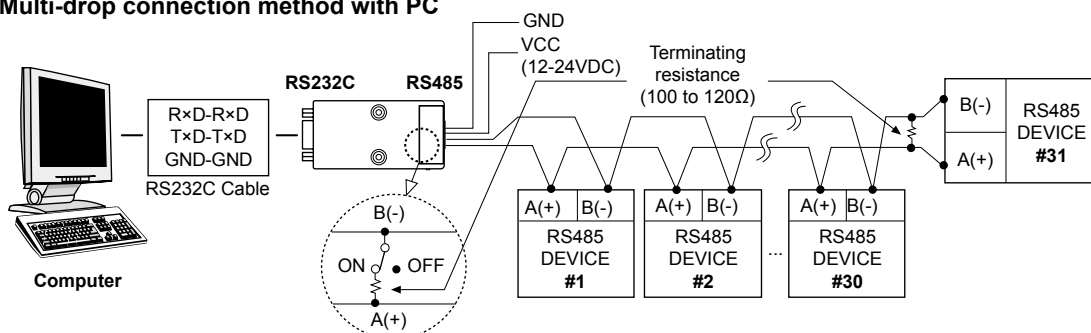 Multi-drop connection method with PC
GND
VCC
(12-24VDC)
Terminating
resistance
(100 to 120Ω)
RS232C
RS485
R×D-R×D
T×D-T×D
GND-GND
RS232C Cable
Computer
B(-)
ON
OFF
A(+)
A(+)
B(-)
RS485
DEVICE
#1
A(+)
B(-)
RS485
DEVICE
#2
...
A(+)
B(-)
RS485
DEVICE
#30
B(-)
A(+)
RS485
DEVICE
#31